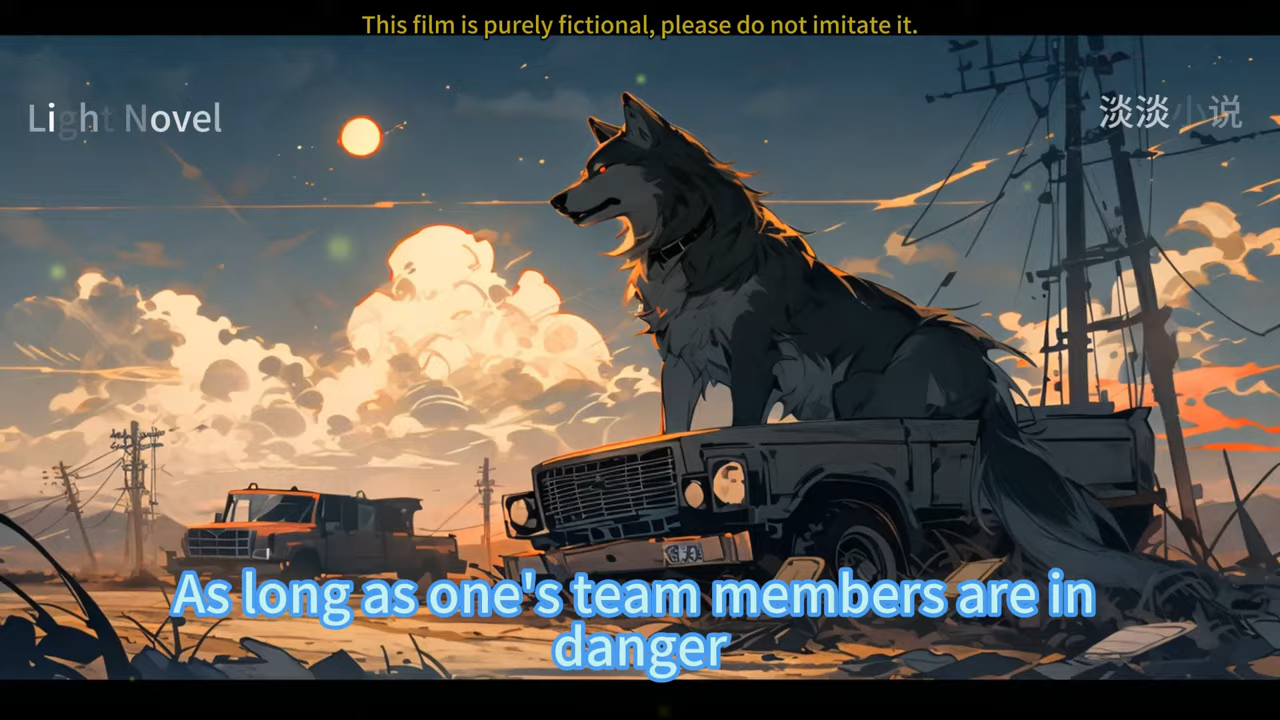 This film is purely fictional, please do not imitate it.
Light Novel
淡淡小说
As long as one's team members are in
danger